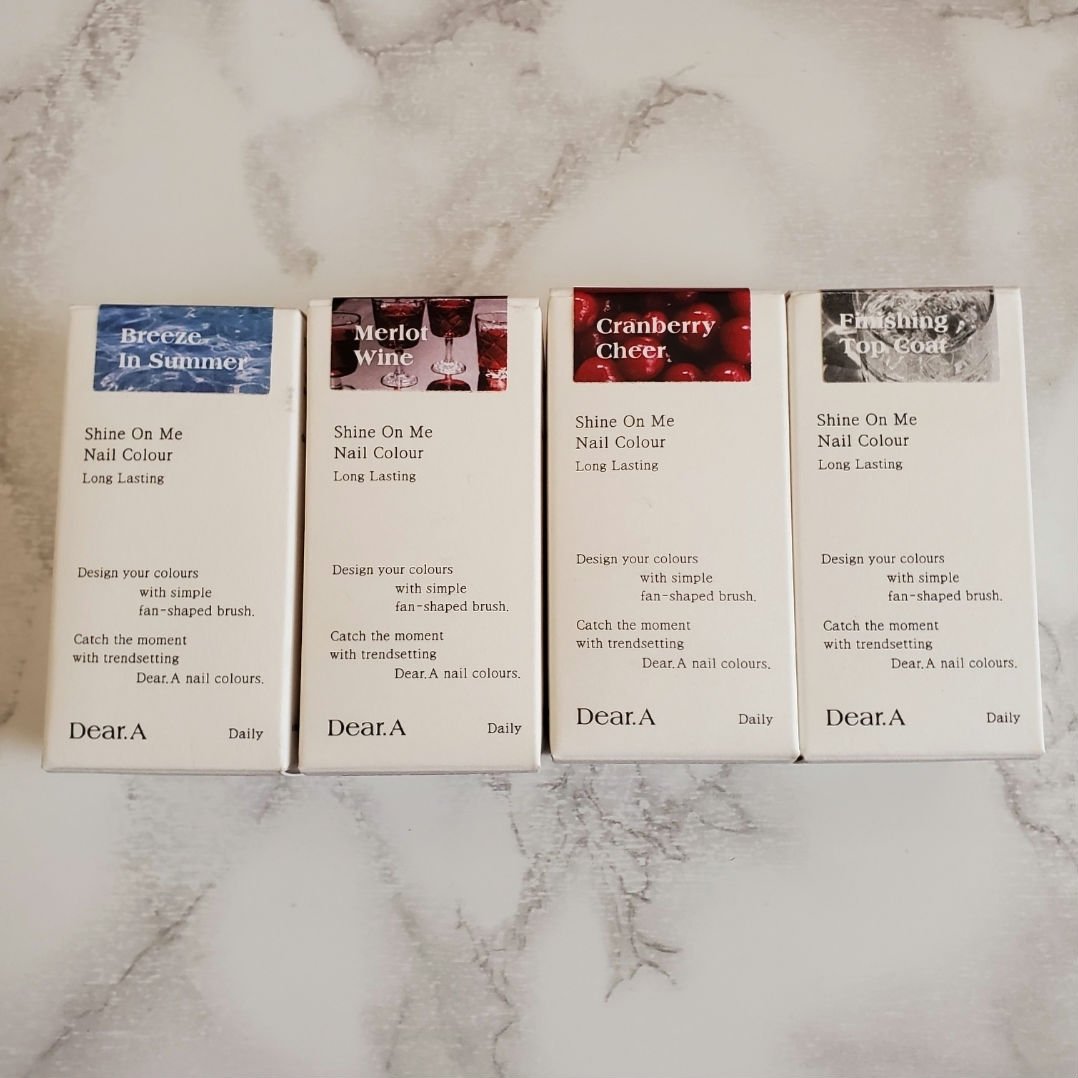 Breeze
In Summer
Shine On Me
Nail Colour
Long Lasting
Design your colours
with simple
fan-shaped brush.
Catch the moment
with trendsetting
Dear.A nail colours.
Dear.A
Daily
Merlot
Wine
Shine On Me
Nail Colour
Long Lasting
Design your colours
with simple
fan-shaped brush.
Catch the moment
with trendsetting
Dear.A nail colours.
Dear.A
Daily
Cranberry
Cheer
Shine On Me
Nail Colour
Long Lasting
Design your colours
with simple
fan-shaped brush.
Catch the moment
with trendsetting
Dear.A nail colours.
Dear.A
Daily
Finishing
Top Coat
Shine On Me
Nail Colour
Long Lasting
Design your colours
with simple
fan-shaped brush.
Catch the moment
with trendsetting
Dear.A nail colours.
Dear.A
Daily